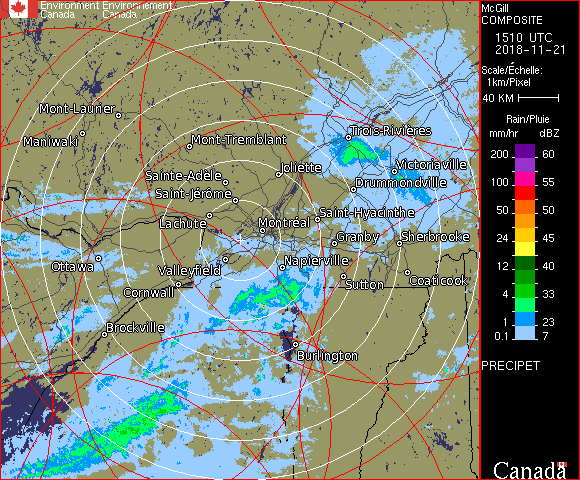 Environment Environnement
Canada Canada
McGill
COMPOSITE
1510 UTC
2018-11-21
Scale/Échelle:
1km/Pixel
40 KM
Rain/Pluie
mm/hr dBZ
200 60
100 55
50 50
24 45
12 40
4 33
1 23
0.1 7
PRECIPET
Canada
Mont-Laurier
Maniwaki
Mont-Tremblant
Trois-Rivières
Victoriaville
Joliette
Sainte-Adèle
Drummondville
Saint-Jérôme
Lachute
Montréal
Saint-Hyacinthe
Granby
Sherbrooke
Ottawa
Valleyfield
Napierville
Cornwall
Sutton
Coaticook
Brockville
Burlington